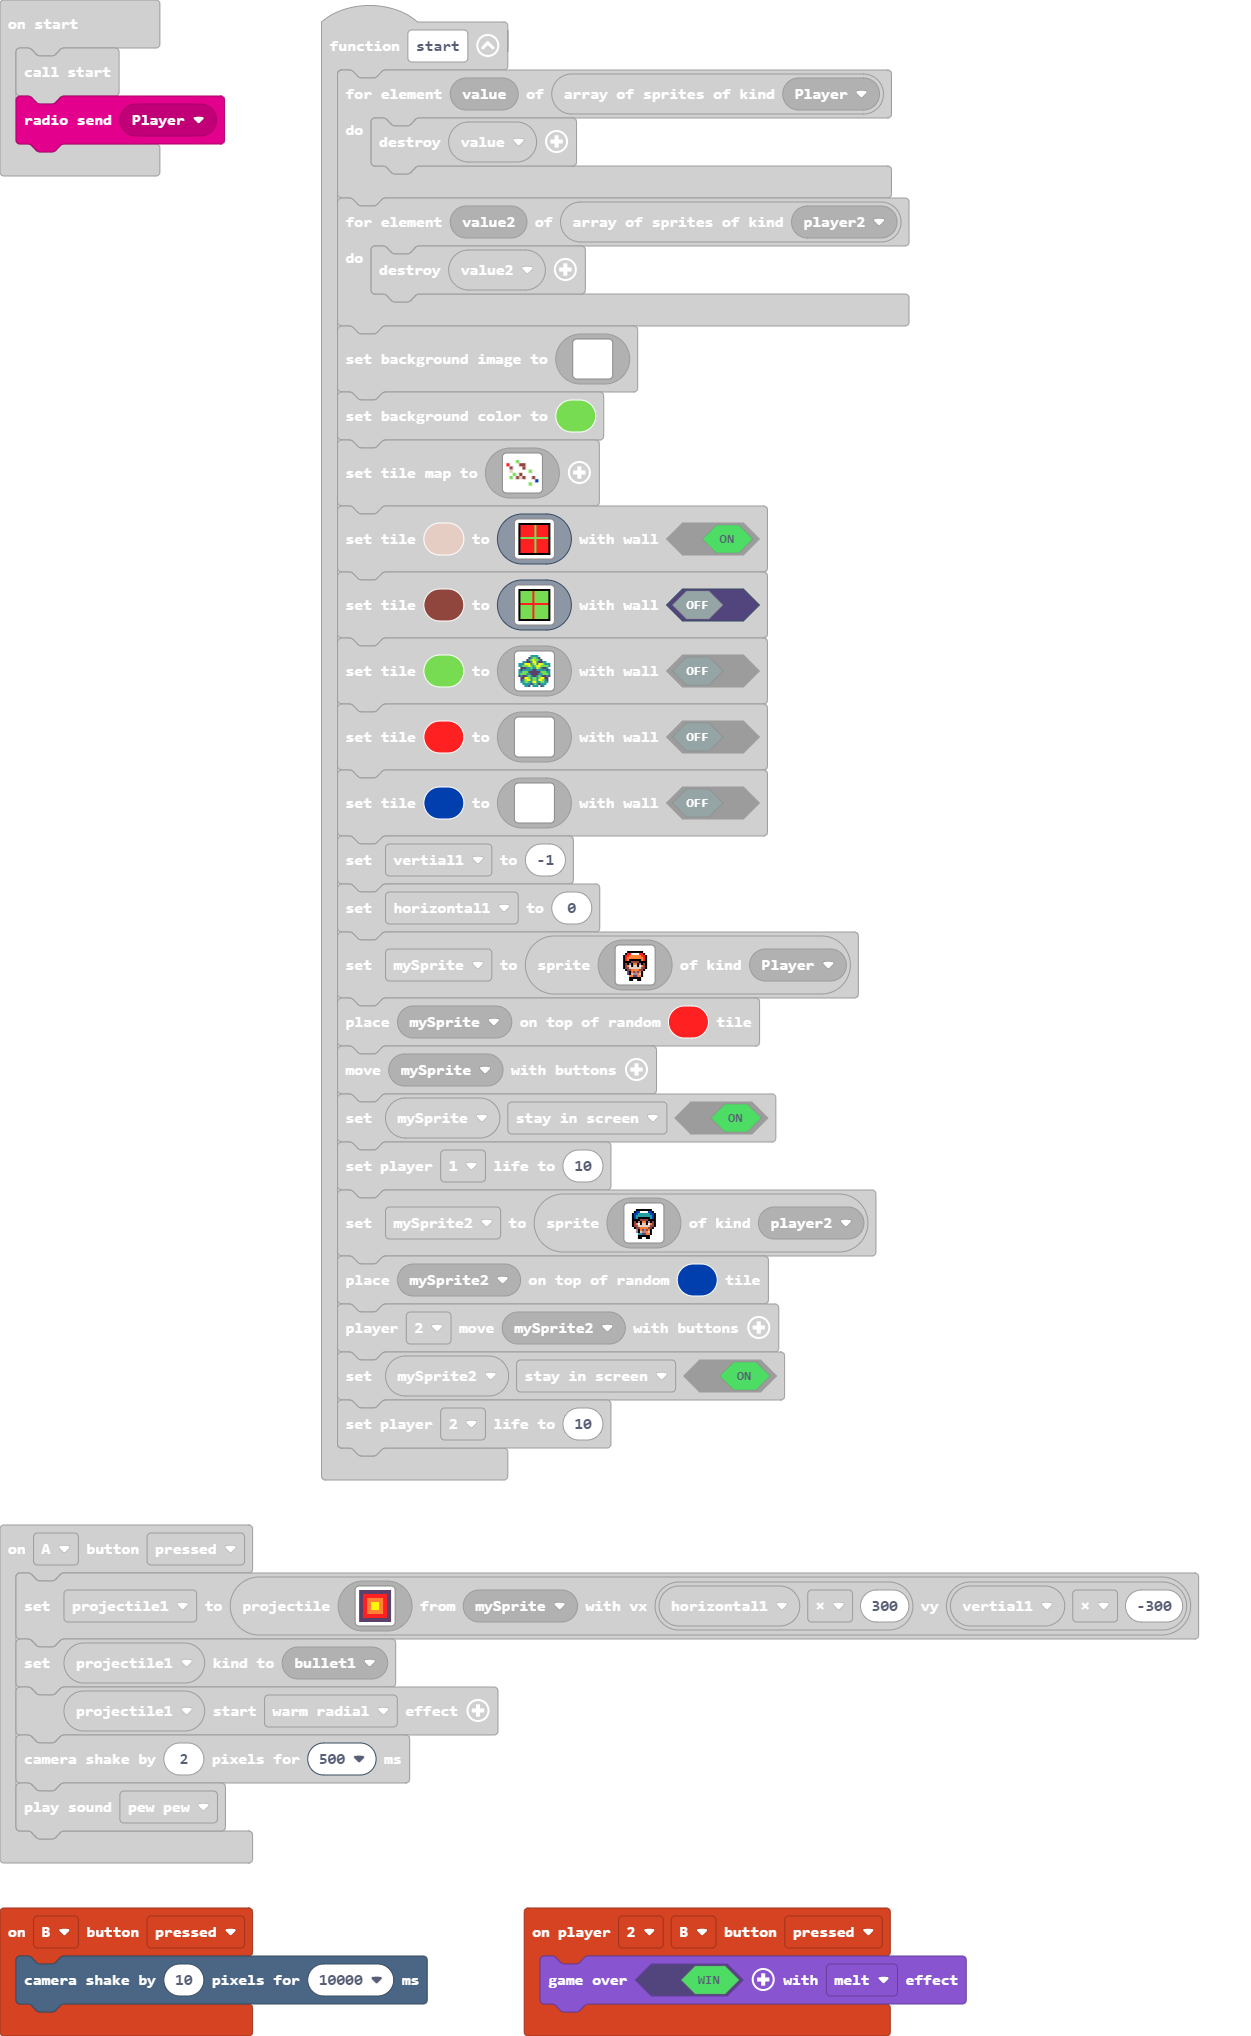 on start
call start
radio send Player
function start
for element value of array of sprites of kind Player
do
destroy value
for element value2 of array of sprites of kind player2
do
destroy value2
set background image to
set background color to
set tile map to
set tile to with wall ON
set tile to with wall OFF
set tile to with wall OFF
set tile to with wall OFF
set tile to with wall OFF
set vertial1 to -1
set horizontal1 to 0
set mySprite to sprite of kind Player
place mySprite on top of random tile
move mySprite with buttons
set mySprite stay in screen ON
set player 1 life to 10
set mySprite2 to sprite of kind player2
place mySprite2 on top of random tile
player 2 move mySprite2 with buttons
set mySprite2 stay in screen ON
set player 2 life to 10
on A button pressed
set projectile1 to projectile from mySprite with vx horizontal1 × 300 vy vertial1 × -300
set projectile1 kind to bullet1
projectile1 start warm radial effect
camera shake by 2 pixels for 500 ms
play sound pew pew
on B button pressed
camera shake by 10 pixels for 10000 ms
on player 2 B button pressed
game over WIN with melt effect